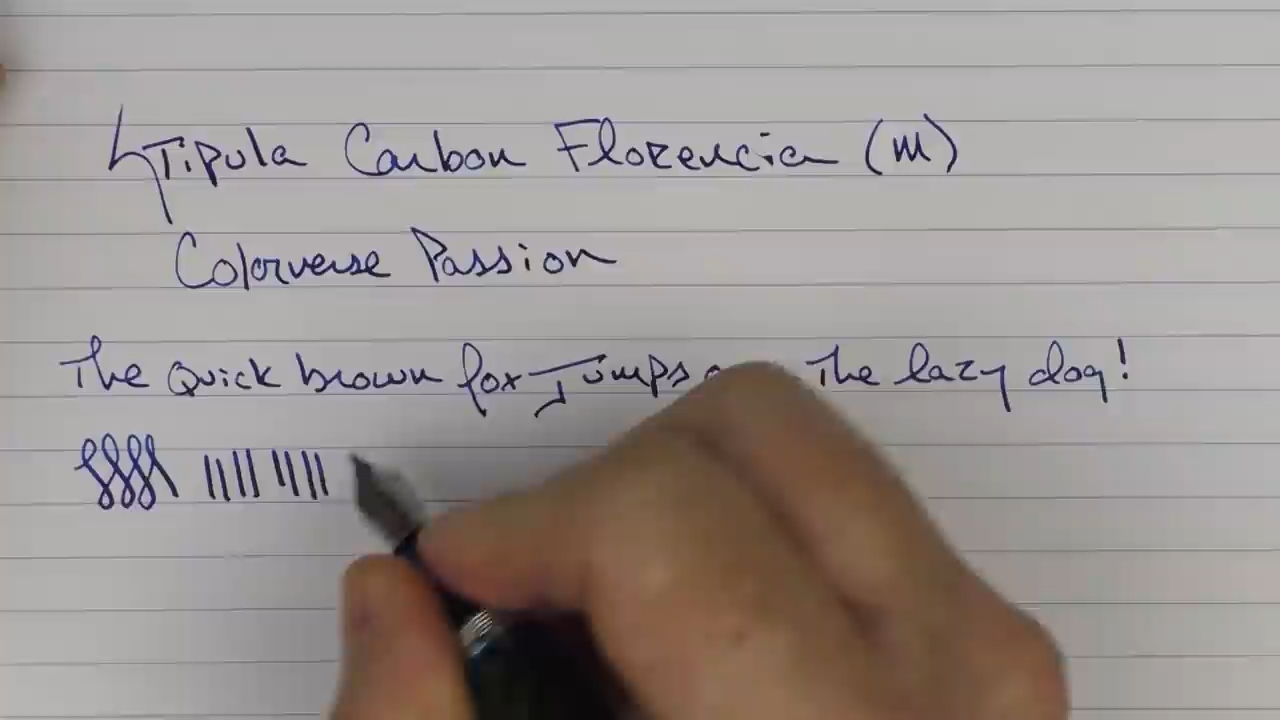 Tipula Carbon Florencia (M)
Colorverse Passion
The Quick brown fox Jumps the lazy dog!